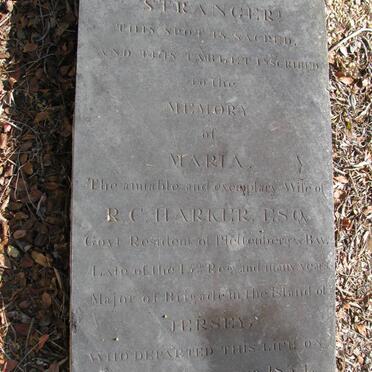 STRANGER!
THIS SPOT IS SACRED,
AND THIS TABLET INSCRIBED
to the
MEMORY
of
MARIA,
The amiable and exemplary Wife of
R. C. HARKER, ESQ.
Govt. Resident of Plettenberg's Bay,
Late of the Regt. and many years
Major of Brigade in the Island of
JERSEY,
WHO DEPARTED THIS LIFE ON